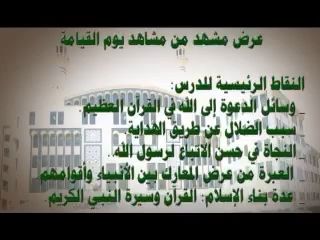 عرض مشهد من مشاهد يوم القيامة
النقاط الرئيسية للدرس:
وسائل الدعوة إلى الله في القرآن العظيم.
سبب الضلال عن طريق الهداية
النجاة في حسن الاتباع لرسول الله.
العبرة من عرض المعارك بين الأنبياء وأقوامهم
عدة بناء الإسلام: القرآن وسيرة النبي الكريم.